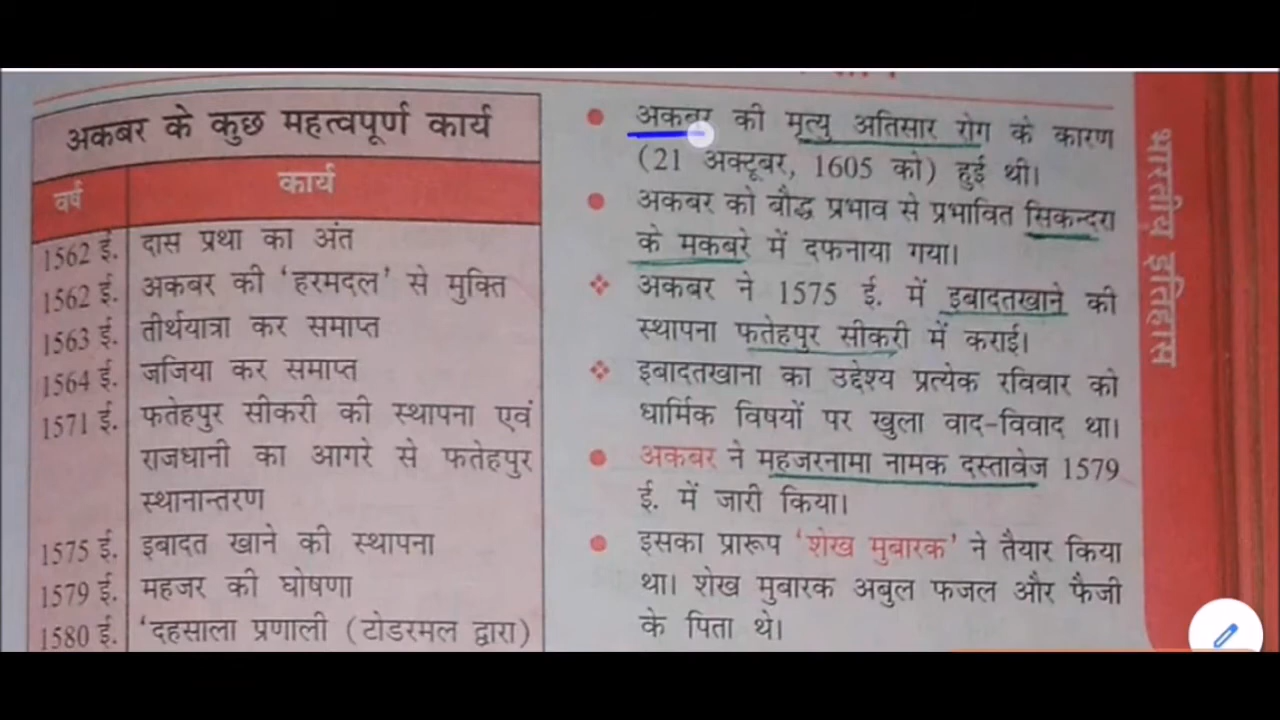 अकबर के कुछ महत्वपूर्ण कार्य
वर्ष कार्य
1562 ई. दास प्रथा का अंत
1562 ई. अकबर की 'हरमदल' से मुक्ति
1563 ई. तीर्थयात्रा कर समाप्त
1564 ई. जजिया कर समाप्त
1571 ई. फतेहपुर सीकरी की स्थापना एवं
राजधानी का आगरे से फतेहपुर
स्थानान्तरण
1575 ई. इबादत खाने की स्थापना
1579 ई. महजर की घोषणा
1580 ई. 'दहसाला प्रणाली (टोडरमल द्वारा)
अकबर की मृत्यु अतिसार रोग के कारण
(21 अक्टूबर, 1605 को) हुई थी।
अकबर को बौद्ध प्रभाव से प्रभावित सिकन्दरा
के मकबरे में दफनाया गया।
अकबर ने 1575 ई. में इबादतखाने की
स्थापना फतेहपुर सीकरी में कराई।
इबादतखाना का उद्देश्य प्रत्येक रविवार को
धार्मिक विषयों पर खुला वाद-विवाद था।
अकबर ने महजरनामा नामक दस्तावेज 1579
ई. में जारी किया।
इसका प्रारूप 'शेख मुबारक' ने तैयार किया
था। शेख मुबारक अबुल फजल और फैजी
के पिता थे।
भारतीय इतिहास